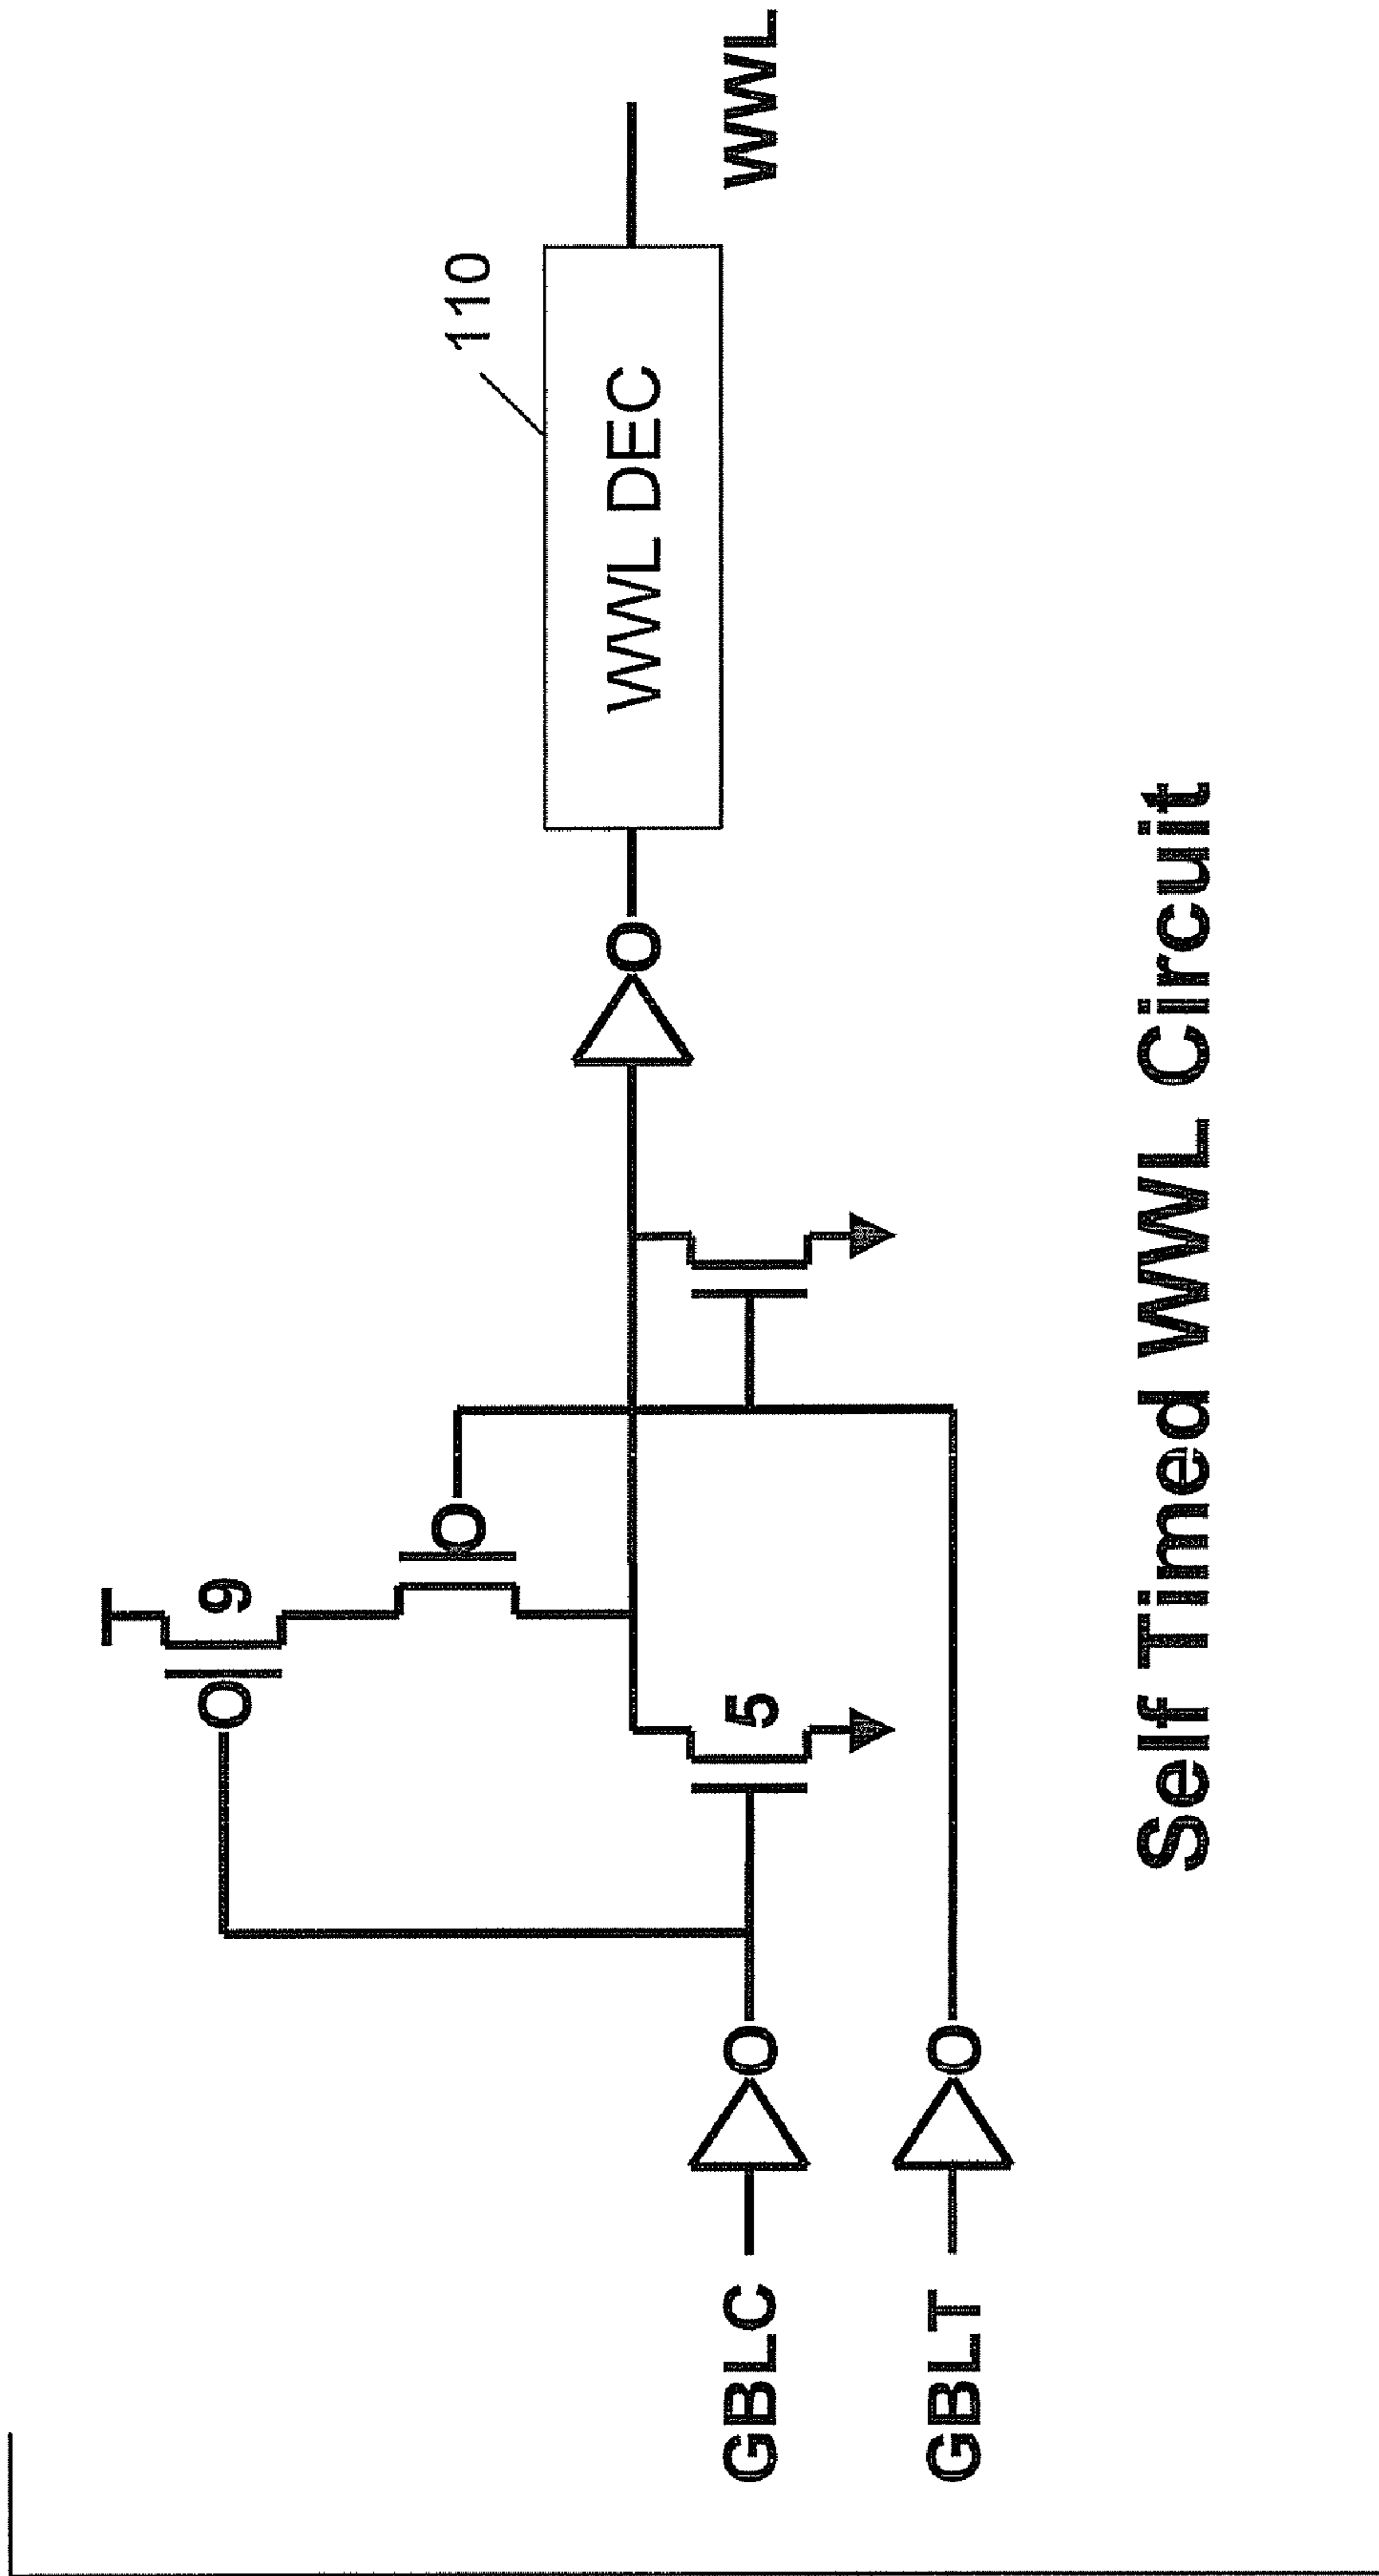 110
9
WWL DEC
WWL
5
GBLC
GBLT
Self Timed WWL Circuit